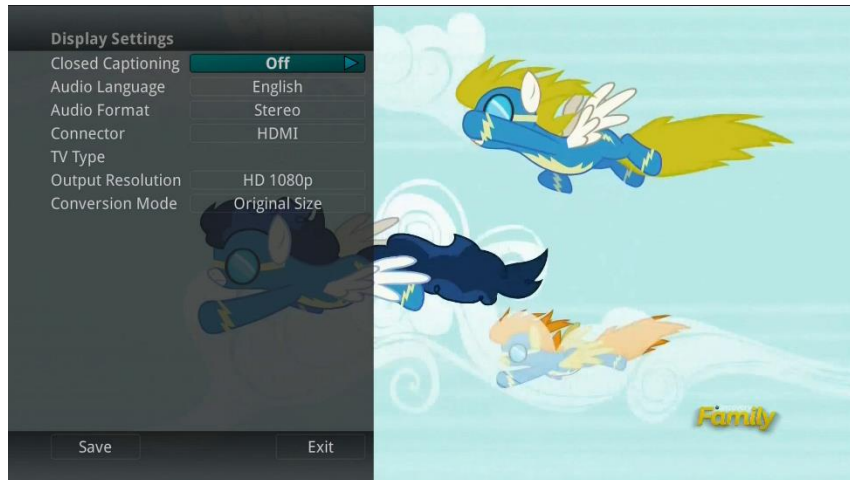 Display Settings
Closed Captioning Off
Audio Language English
Audio Format Stereo
Connector HDMI
TV Type
Output Resolution HD 1080p
Conversion Mode Original Size
Save Exit
Family